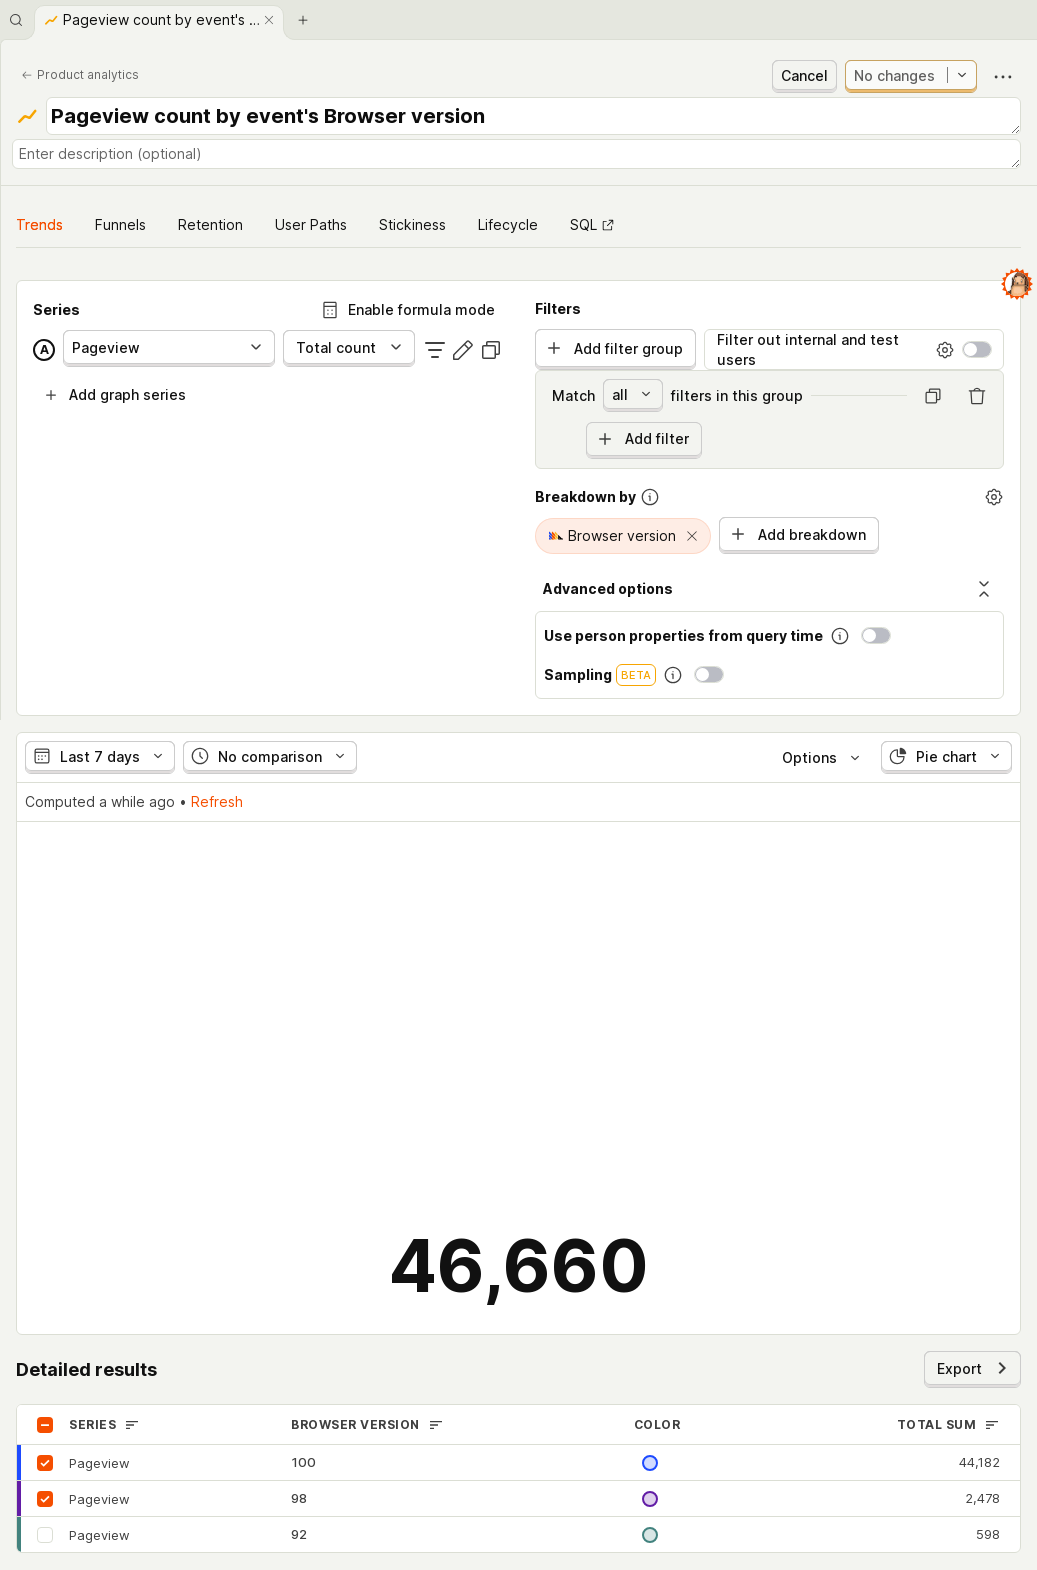 Pageview count by event's ...
Product analytics
Cancel
No changes
Pageview count by event's Browser version
Enter description (optional)
Trends
Funnels
Retention
User Paths
Stickiness
Lifecycle
SQL
Series
Enable formula mode
A
Pageview
Total count
Add graph series
Filters
Add filter group
Filter out internal and test
users
Match
all
filters in this group
Add filter
Breakdown by
Browser version
Add breakdown
Advanced options
Use person properties from query time
Sampling BETA
Last 7 days
No comparison
Options
Pie chart
Computed a while ago • Refresh
46,660
Detailed results
Export
SERIES BROWSER VERSION COLOR TOTAL SUM
Pageview 100 44,182
Pageview 98 2,478
Pageview 92 598